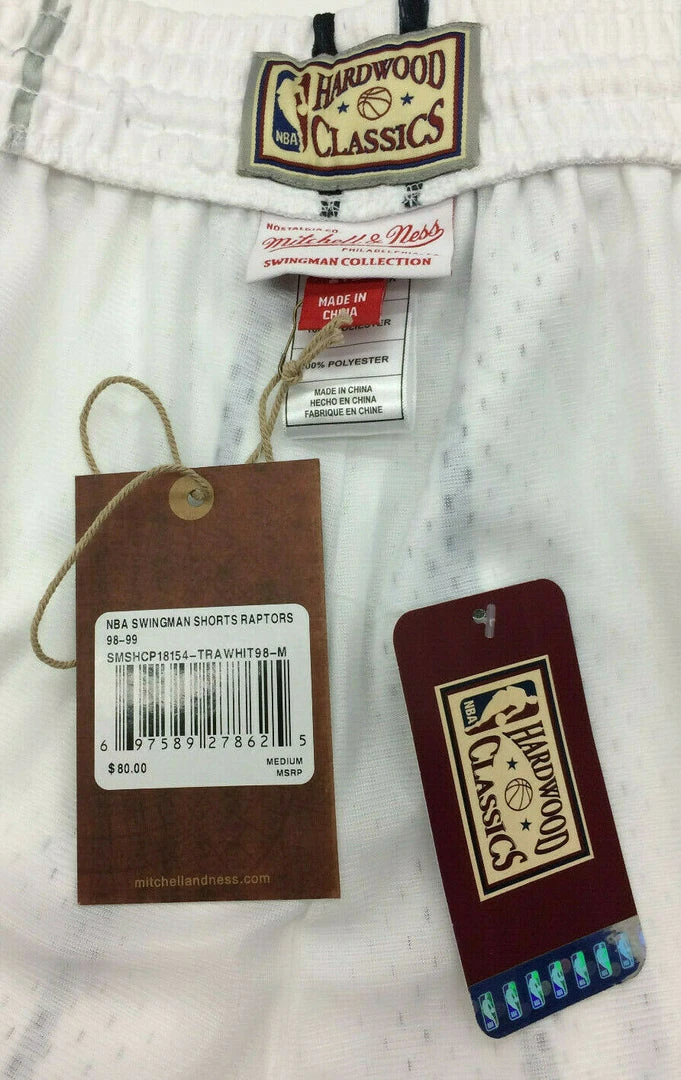 HARDWOOD
NBA
CLASSICS
NOSTALGIA CO.
Mitchell & Ness
SWINGMAN COLLECTION
MADE IN
CHINA
100% POLYESTER
MADE IN CHINA
HECHO EN CHINA
FABRIQUE EN CHINE
NBA SWINGMAN SHORTS RAPTORS
98-99
SMSHCP18154-TRAWHIT98-M
6 97589 27862 5
$80.00
MEDIUM
MSRP
mitchellandness.com
NBA
HARDWOOD
CLASSICS